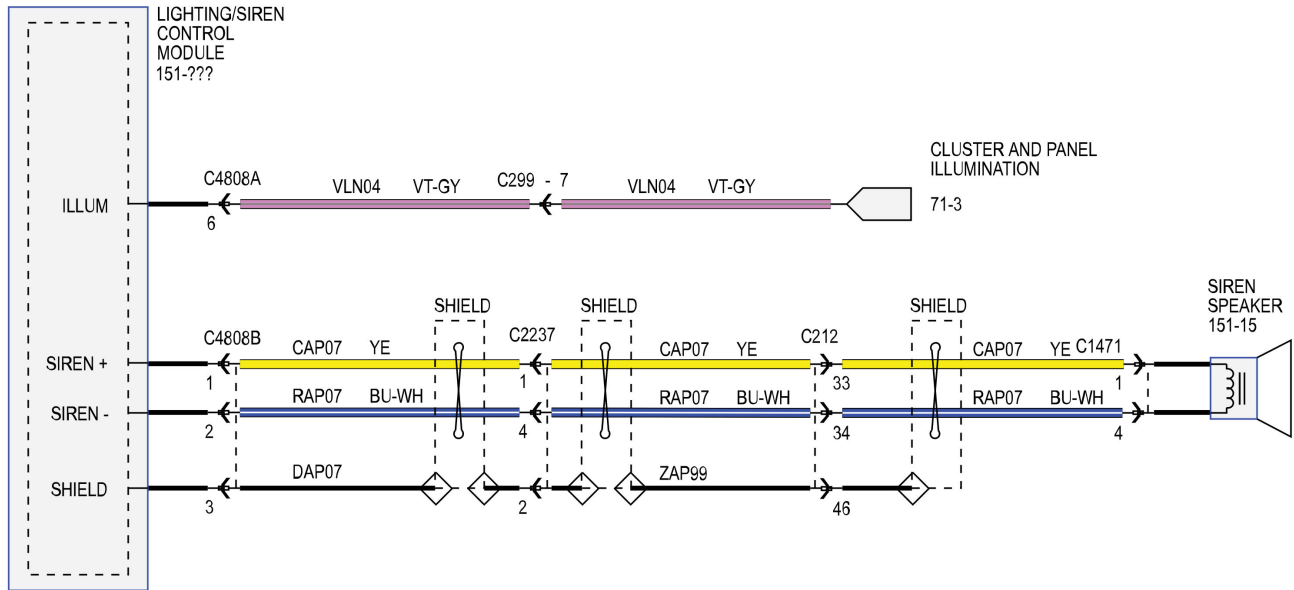 LIGHTING/SIREN
CONTROL
MODULE
151-???
CLUSTER AND PANEL
ILLUMINATION
71-3
ILLUM
C4808A
6
VLN04 VT-GY
C299 - 7
VLN04 VT-GY
SHIELD
SHIELD
SHIELD
SIREN
SPEAKER
151-15
SIREN +
C4808B
1
CAP07 YE
C2237
1
CAP07 YE
C212
33
CAP07 YE C1471
1
SIREN -
2
RAP07 BU-WH
4
RAP07 BU-WH
34
RAP07 BU-WH
4
SHIELD
3
DAP07
2
ZAP99
46